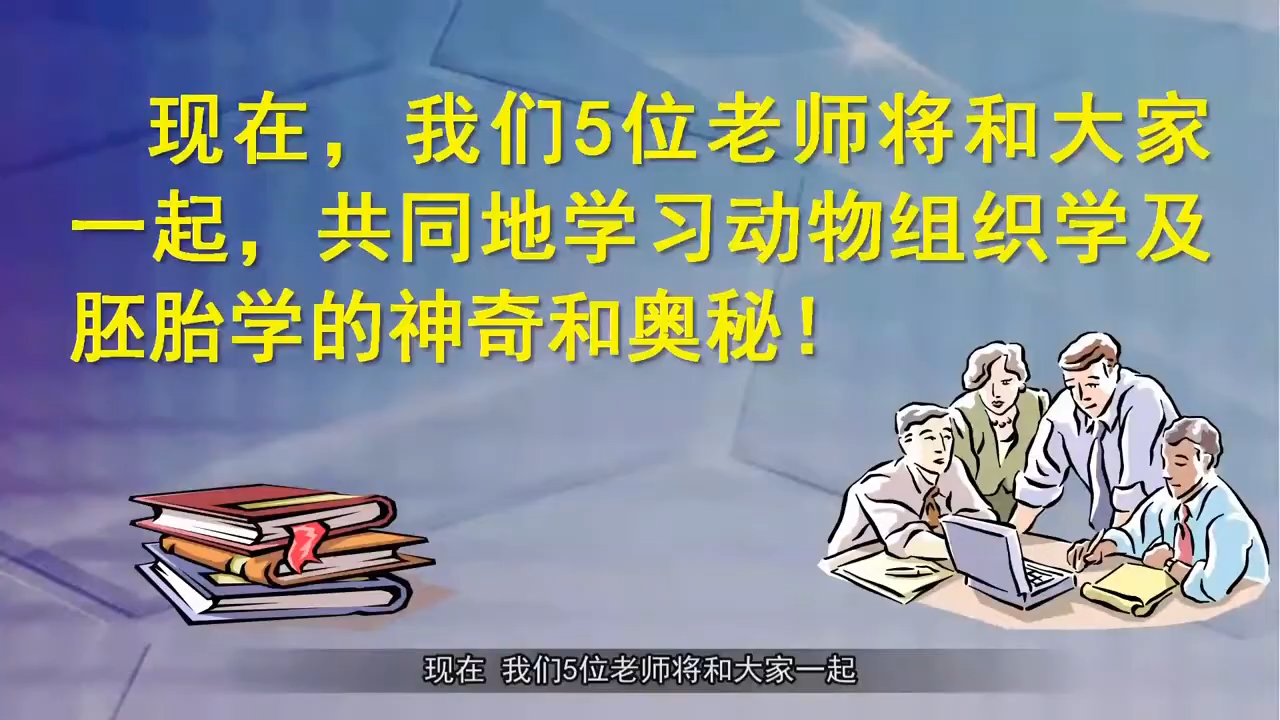 现在，我们5位老师将和大家
一起，共同地学习动物组织学及
胚胎学的神奇和奥秘！
现在 我们5位老师将和大家一起